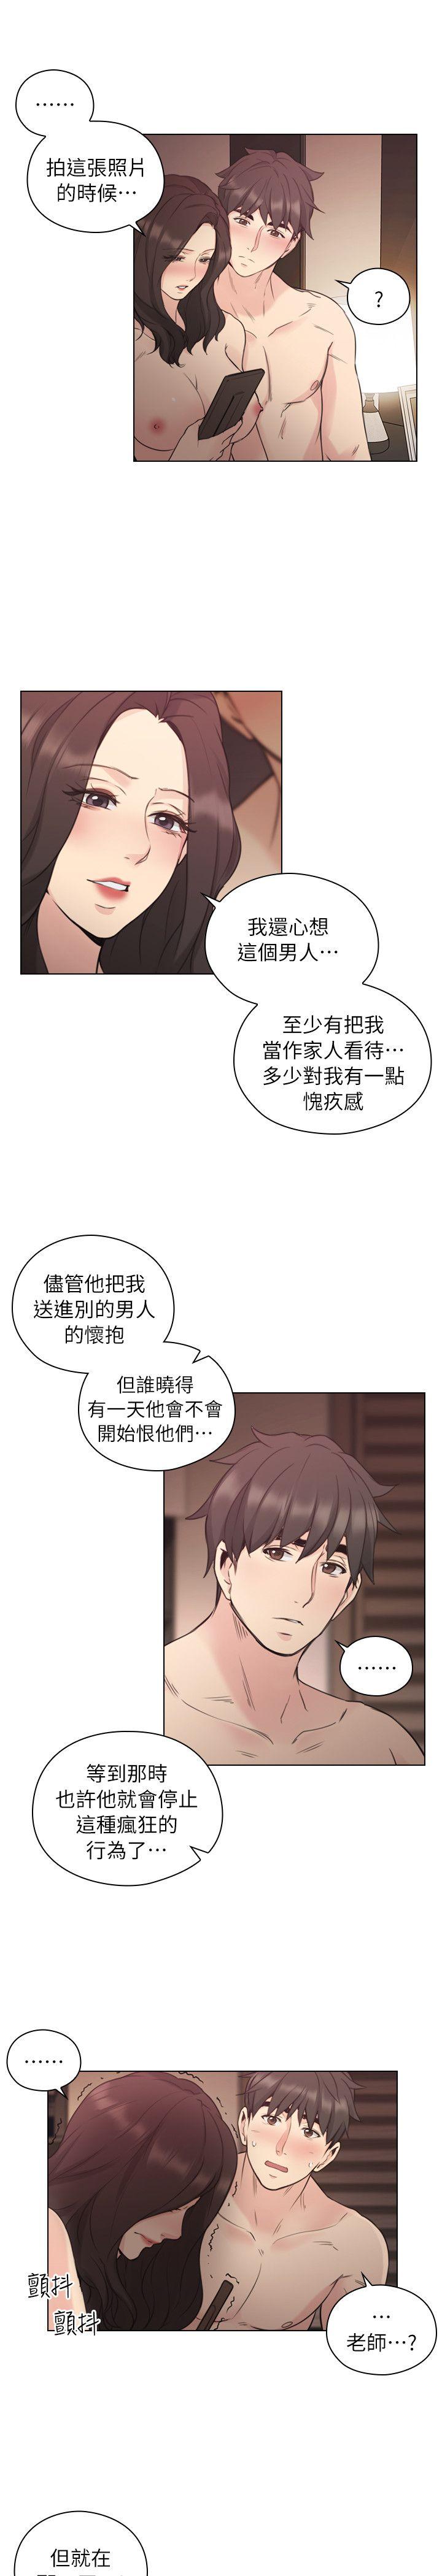 ……
拍這張照片
的時候…
?
我還心想
這個男人…
至少有把我
當作家人看待…
多少對我有一點
愧疚感
儘管他把我
送進別的男人
的懷抱
但誰曉得
有一天他會不會
開始恨他們…
……
等到那時
也許他就會停止
這種瘋狂的
行為了…
……
顫抖
顫抖
…
老師…?
但就在